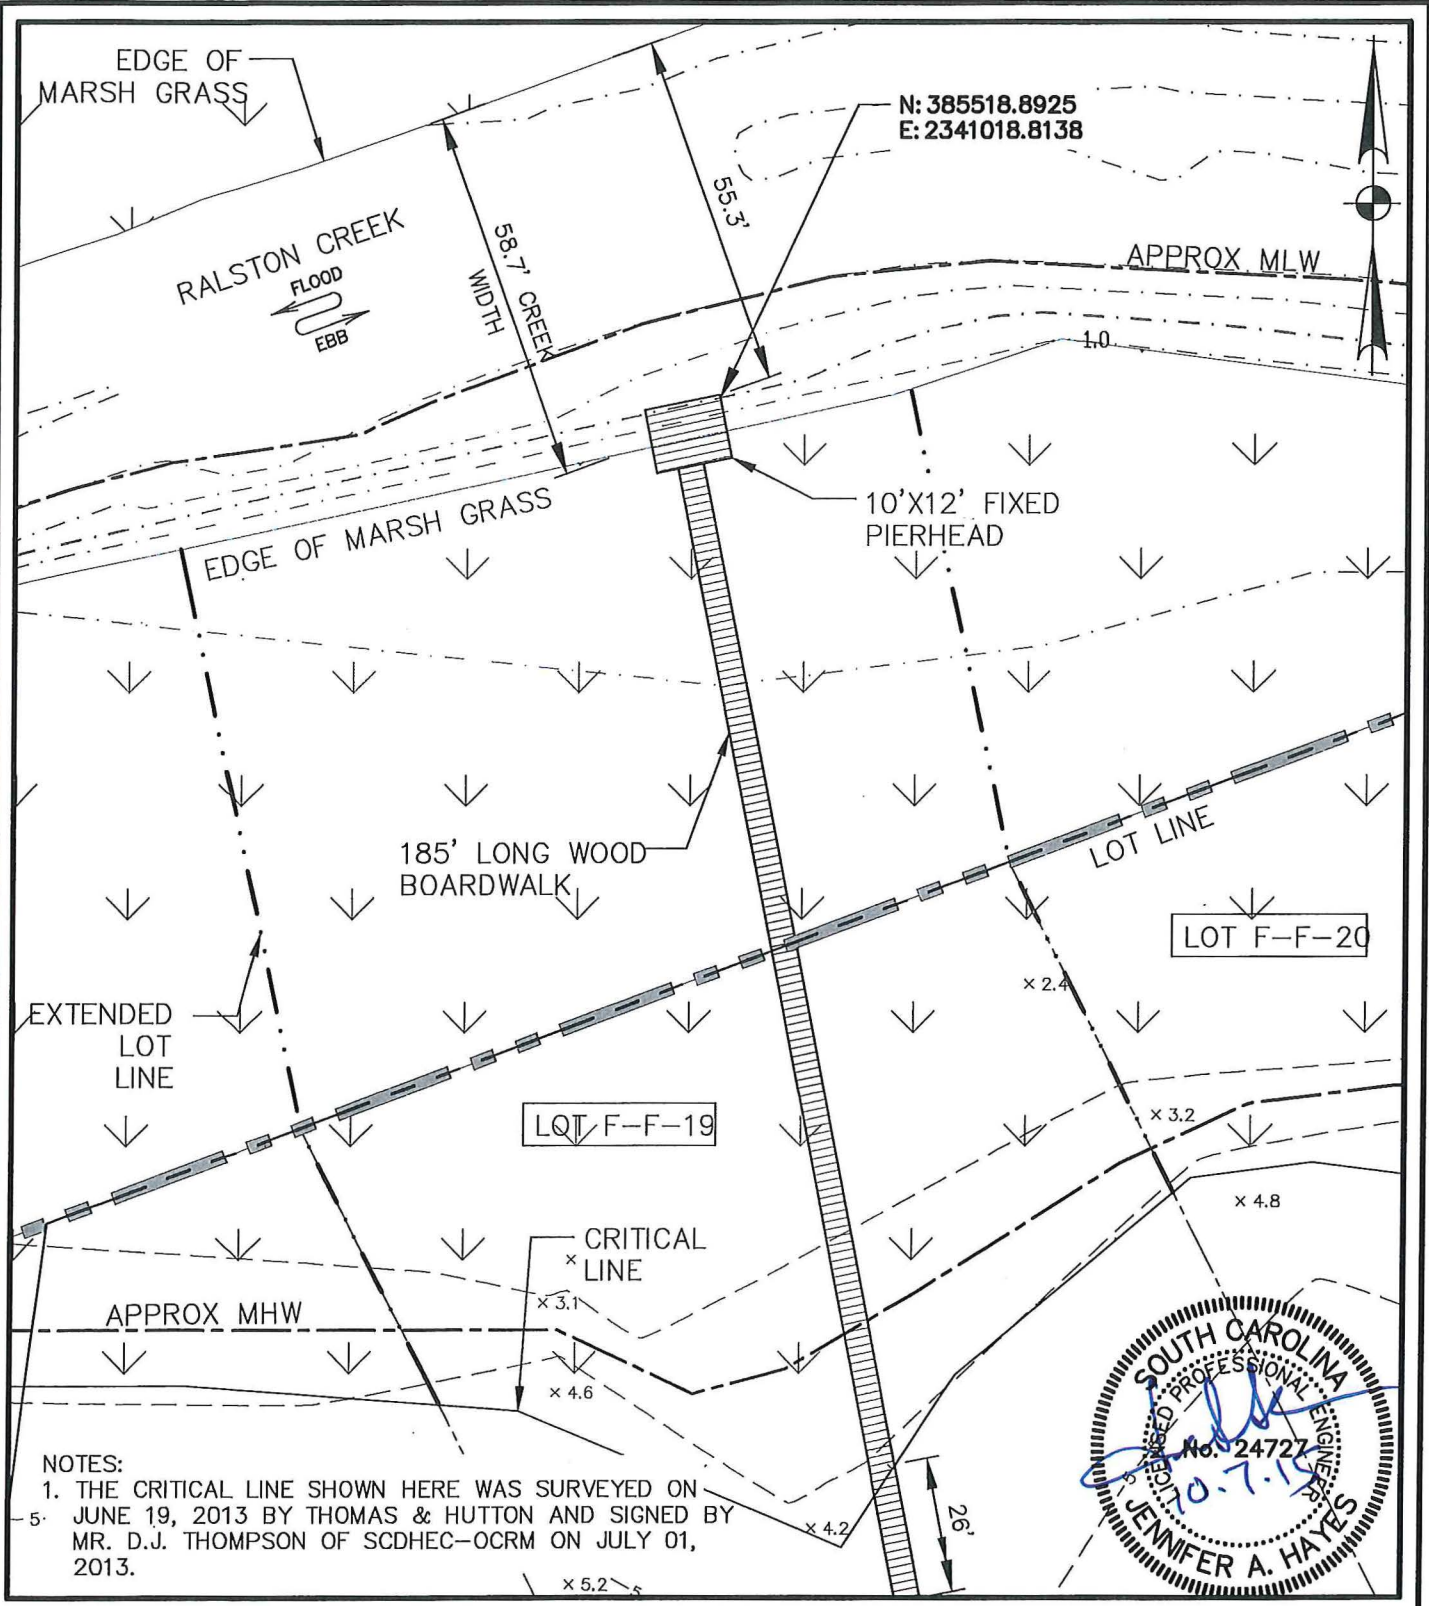 EDGE OF
MARSH GRASS
N: 385518.8925
E: 2341018.8138
55.3'
58.7' CREEK
WIDTH
RALSTON CREEK
FLOOD
EBB
APPROX MLW
1.0
10'X12' FIXED
PIERHEAD
EDGE OF MARSH GRASS
185' LONG WOOD
BOARDWALK
LOT LINE
LOT F-F-20
× 2.4
EXTENDED
LOT
LINE
LOT F-F-19
× 3.2
× 4.8
CRITICAL
LINE
×
× 3.1
APPROX MHW
× 4.6
SOUTH CAROLINA
LICENSED PROFESSIONAL ENGINEER
No. 24727
10.7.15
JENNIFER A. HAYES
5
NOTES:
1. THE CRITICAL LINE SHOWN HERE WAS SURVEYED ON
JUNE 19, 2013 BY THOMAS & HUTTON AND SIGNED BY
MR. D.J. THOMPSON OF SCDHEC-OCRM ON JULY 01,
2013.
5
× 4.2
26'
× 5.2
5